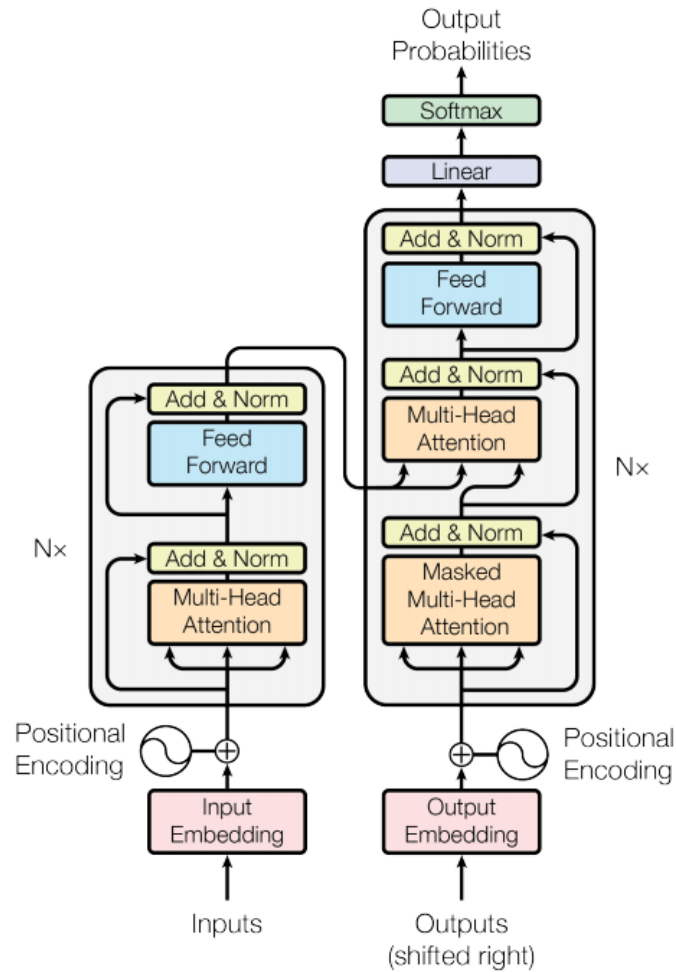 Output
Probabilities
Softmax
Linear
Add & Norm
Feed
Forward
Add & Norm
Multi-Head
Attention
Add & Norm
Masked
Multi-Head
Attention
N×
Add & Norm
Feed
Forward
Add & Norm
Multi-Head
Attention
N×
Positional
Encoding
Positional
Encoding
Input
Embedding
Output
Embedding
Inputs
Outputs
(shifted right)